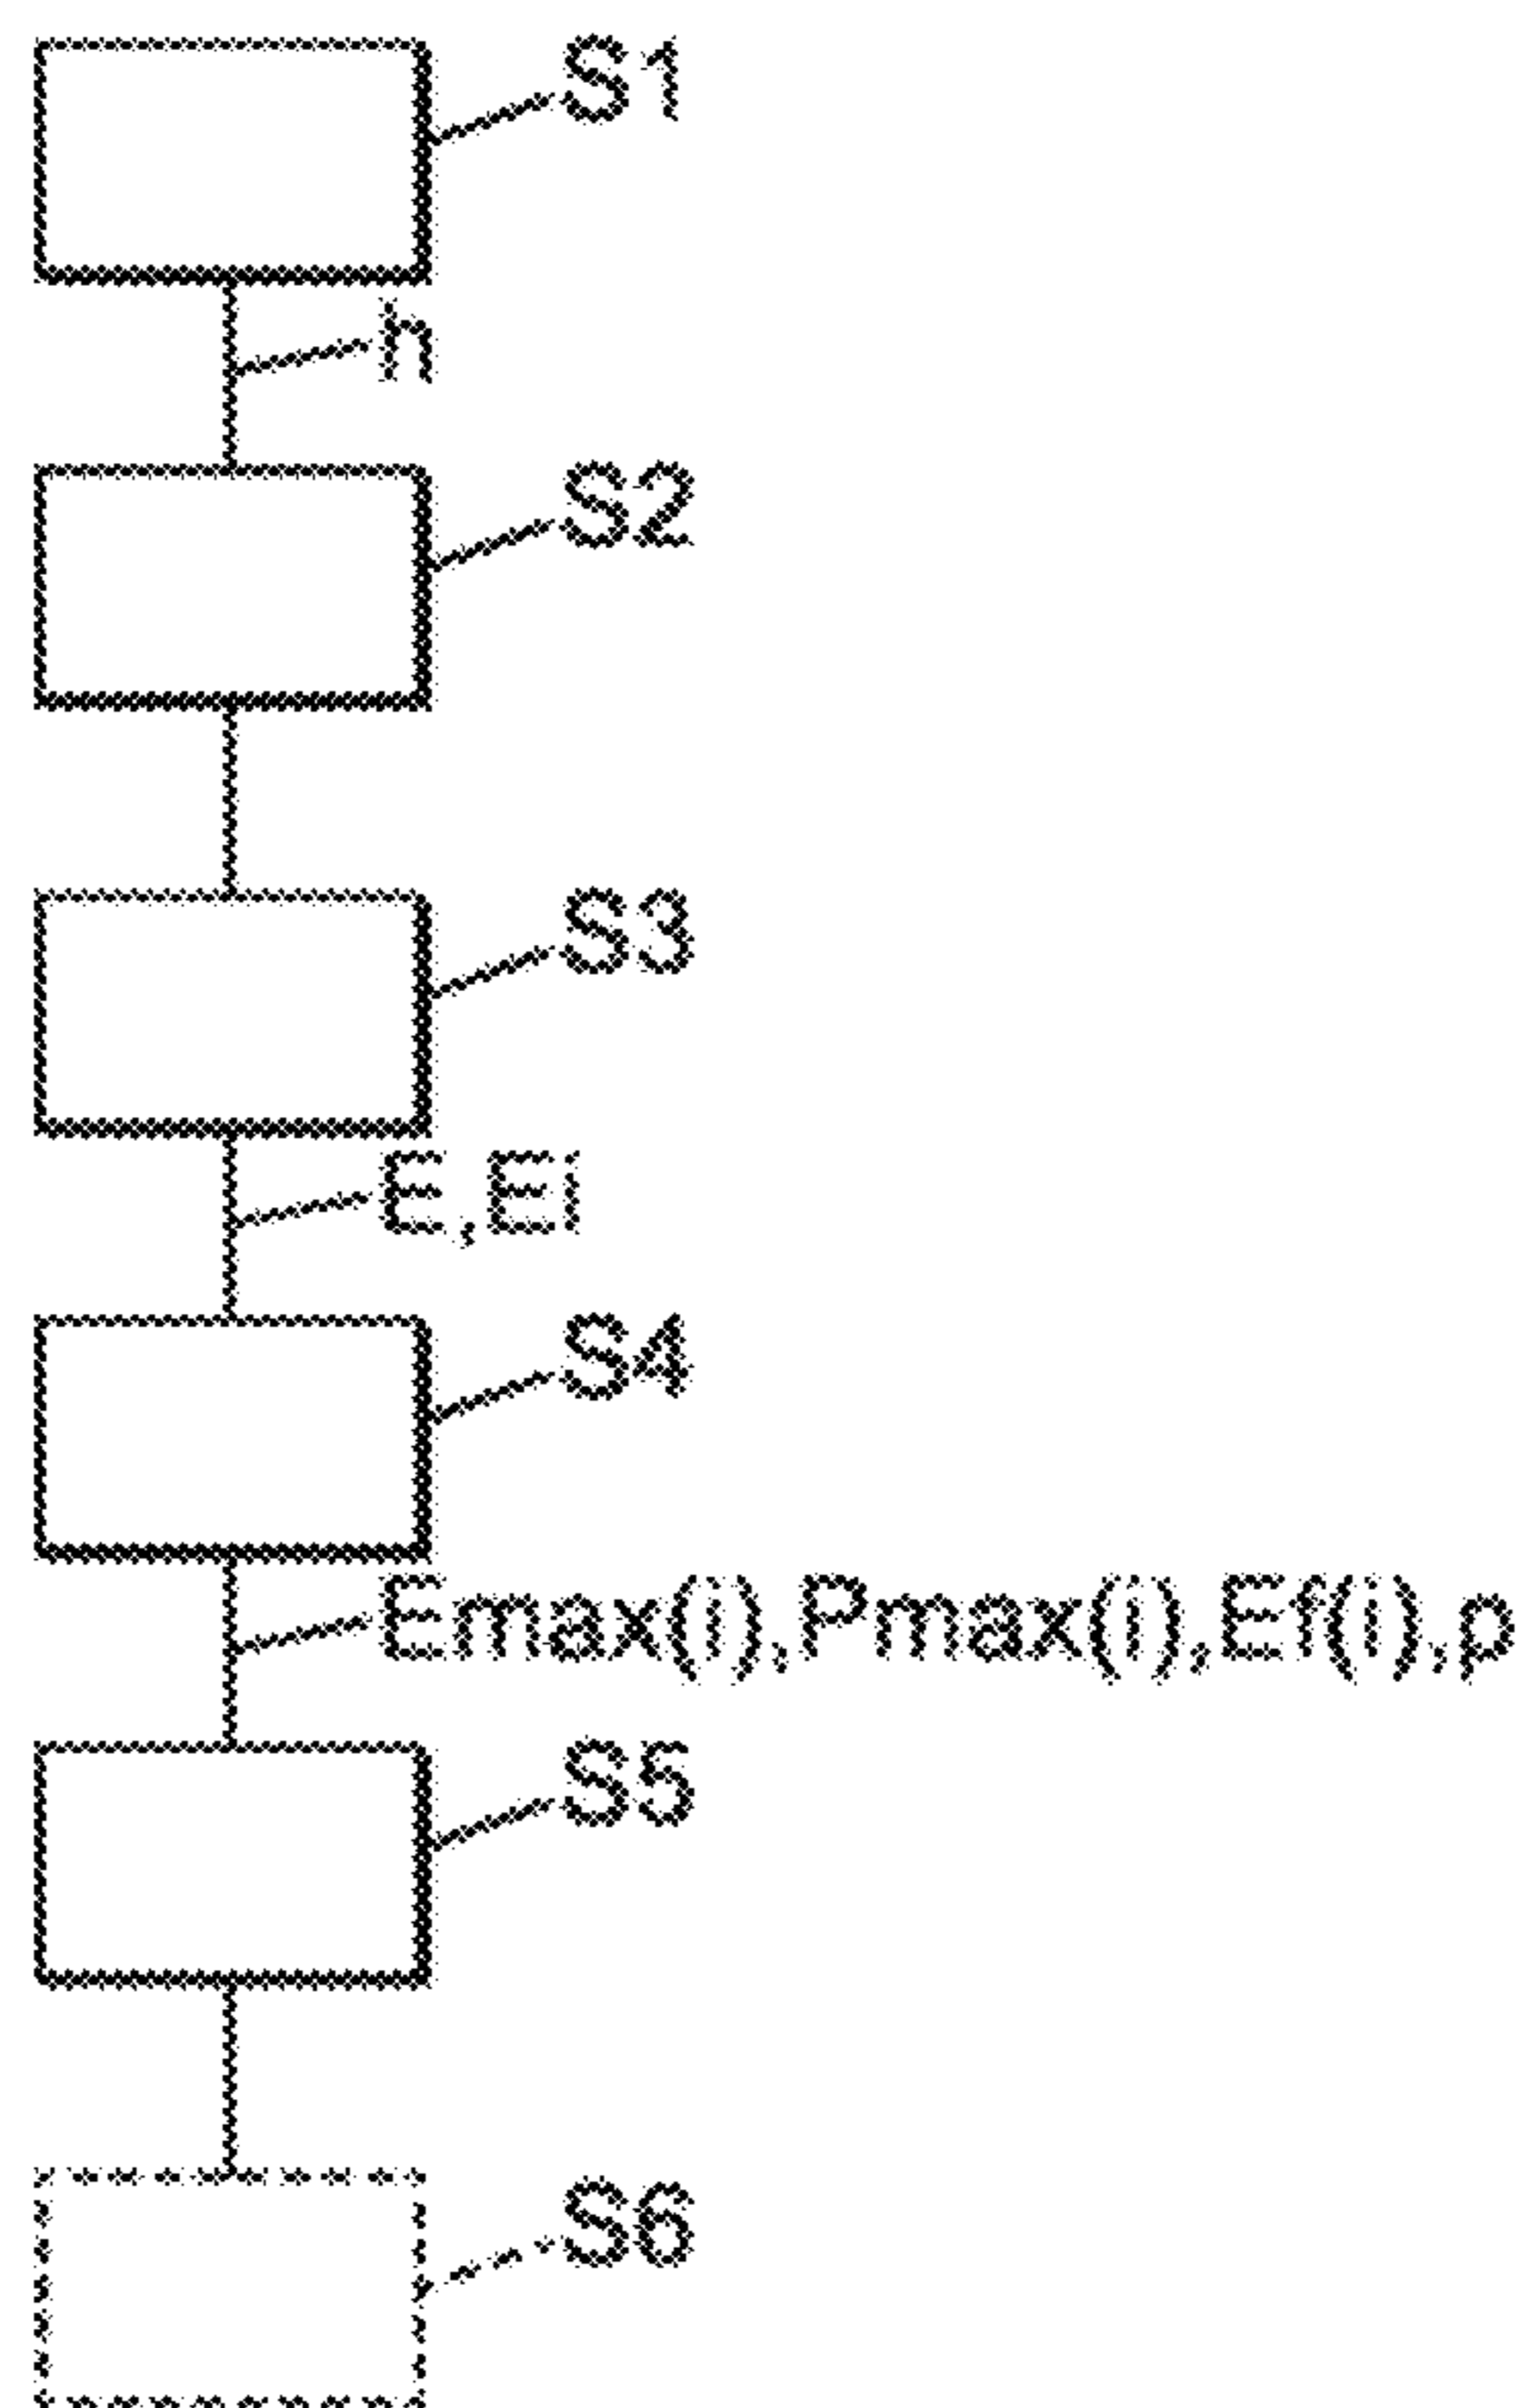 S1
h
S2
S3
E,EI
S4
Emax(i),Pmax(i),Ef(i),p
S5
S6